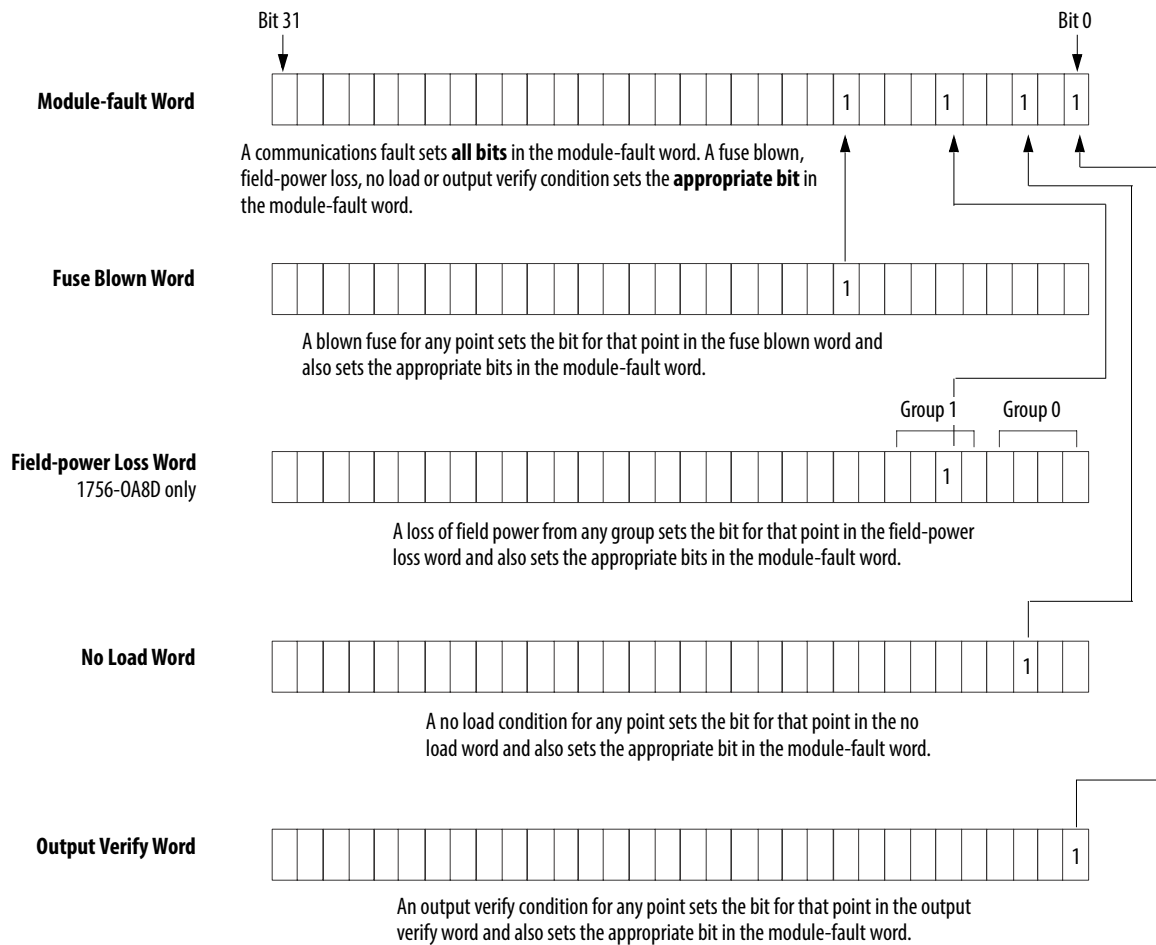 Bit 31
Bit 0
Module-fault Word
1
1
1
1
A communications fault sets all bits in the module-fault word. A fuse blown,
field-power loss, no load or output verify condition sets the appropriate bit in
the module-fault word.
Fuse Blown Word
1
A blown fuse for any point sets the bit for that point in the fuse blown word and
also sets the appropriate bits in the module-fault word.
Group 1
Group 0
Field-power Loss Word
1756-OA8D only
1
A loss of field power from any group sets the bit for that point in the field-power
loss word and also sets the appropriate bits in the module-fault word.
No Load Word
1
A no load condition for any point sets the bit for that point in the no
load word and also sets the appropriate bit in the module-fault word.
Output Verify Word
1
An output verify condition for any point sets the bit for that point in the output
verify word and also sets the appropriate bit in the module-fault word.